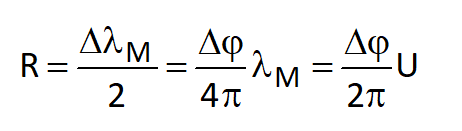 R = Δλ_M / 2 = Δφ / 4π λ_M = Δφ / 2π U